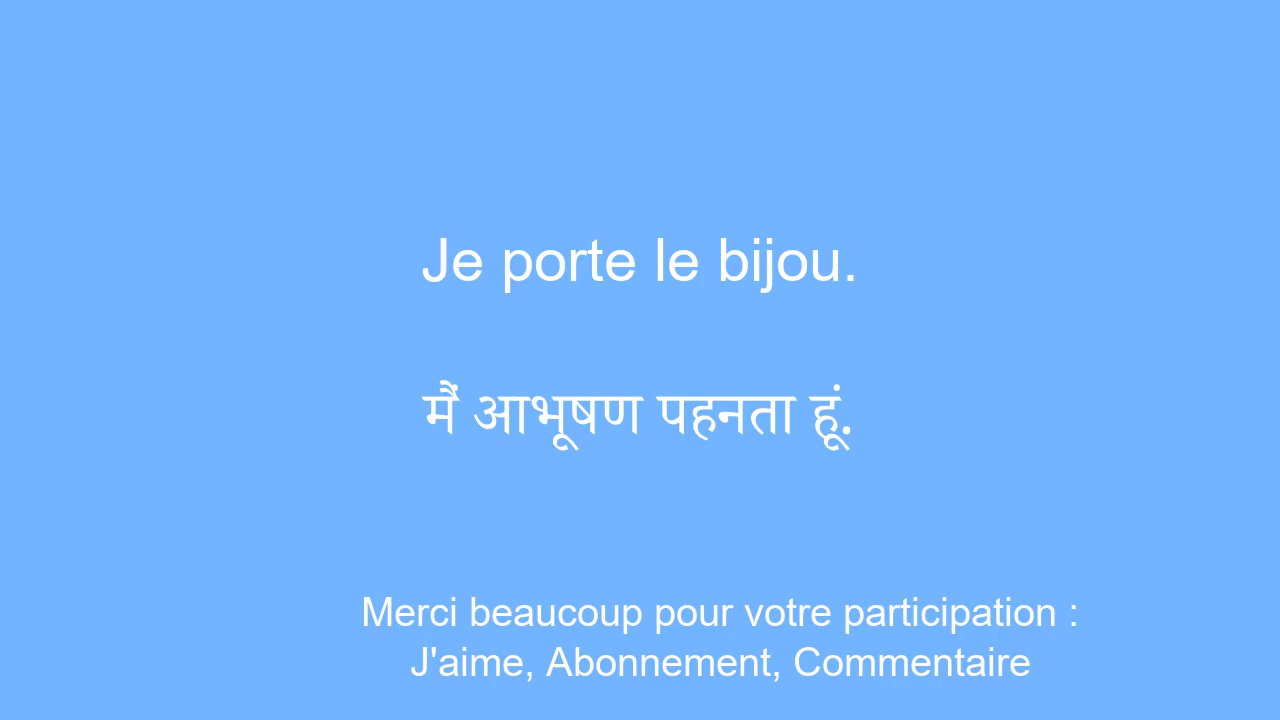 Je porte le bijou.
मैं आभूषण पहनता हूं.
Merci beaucoup pour votre participation :
J'aime, Abonnement, Commentaire